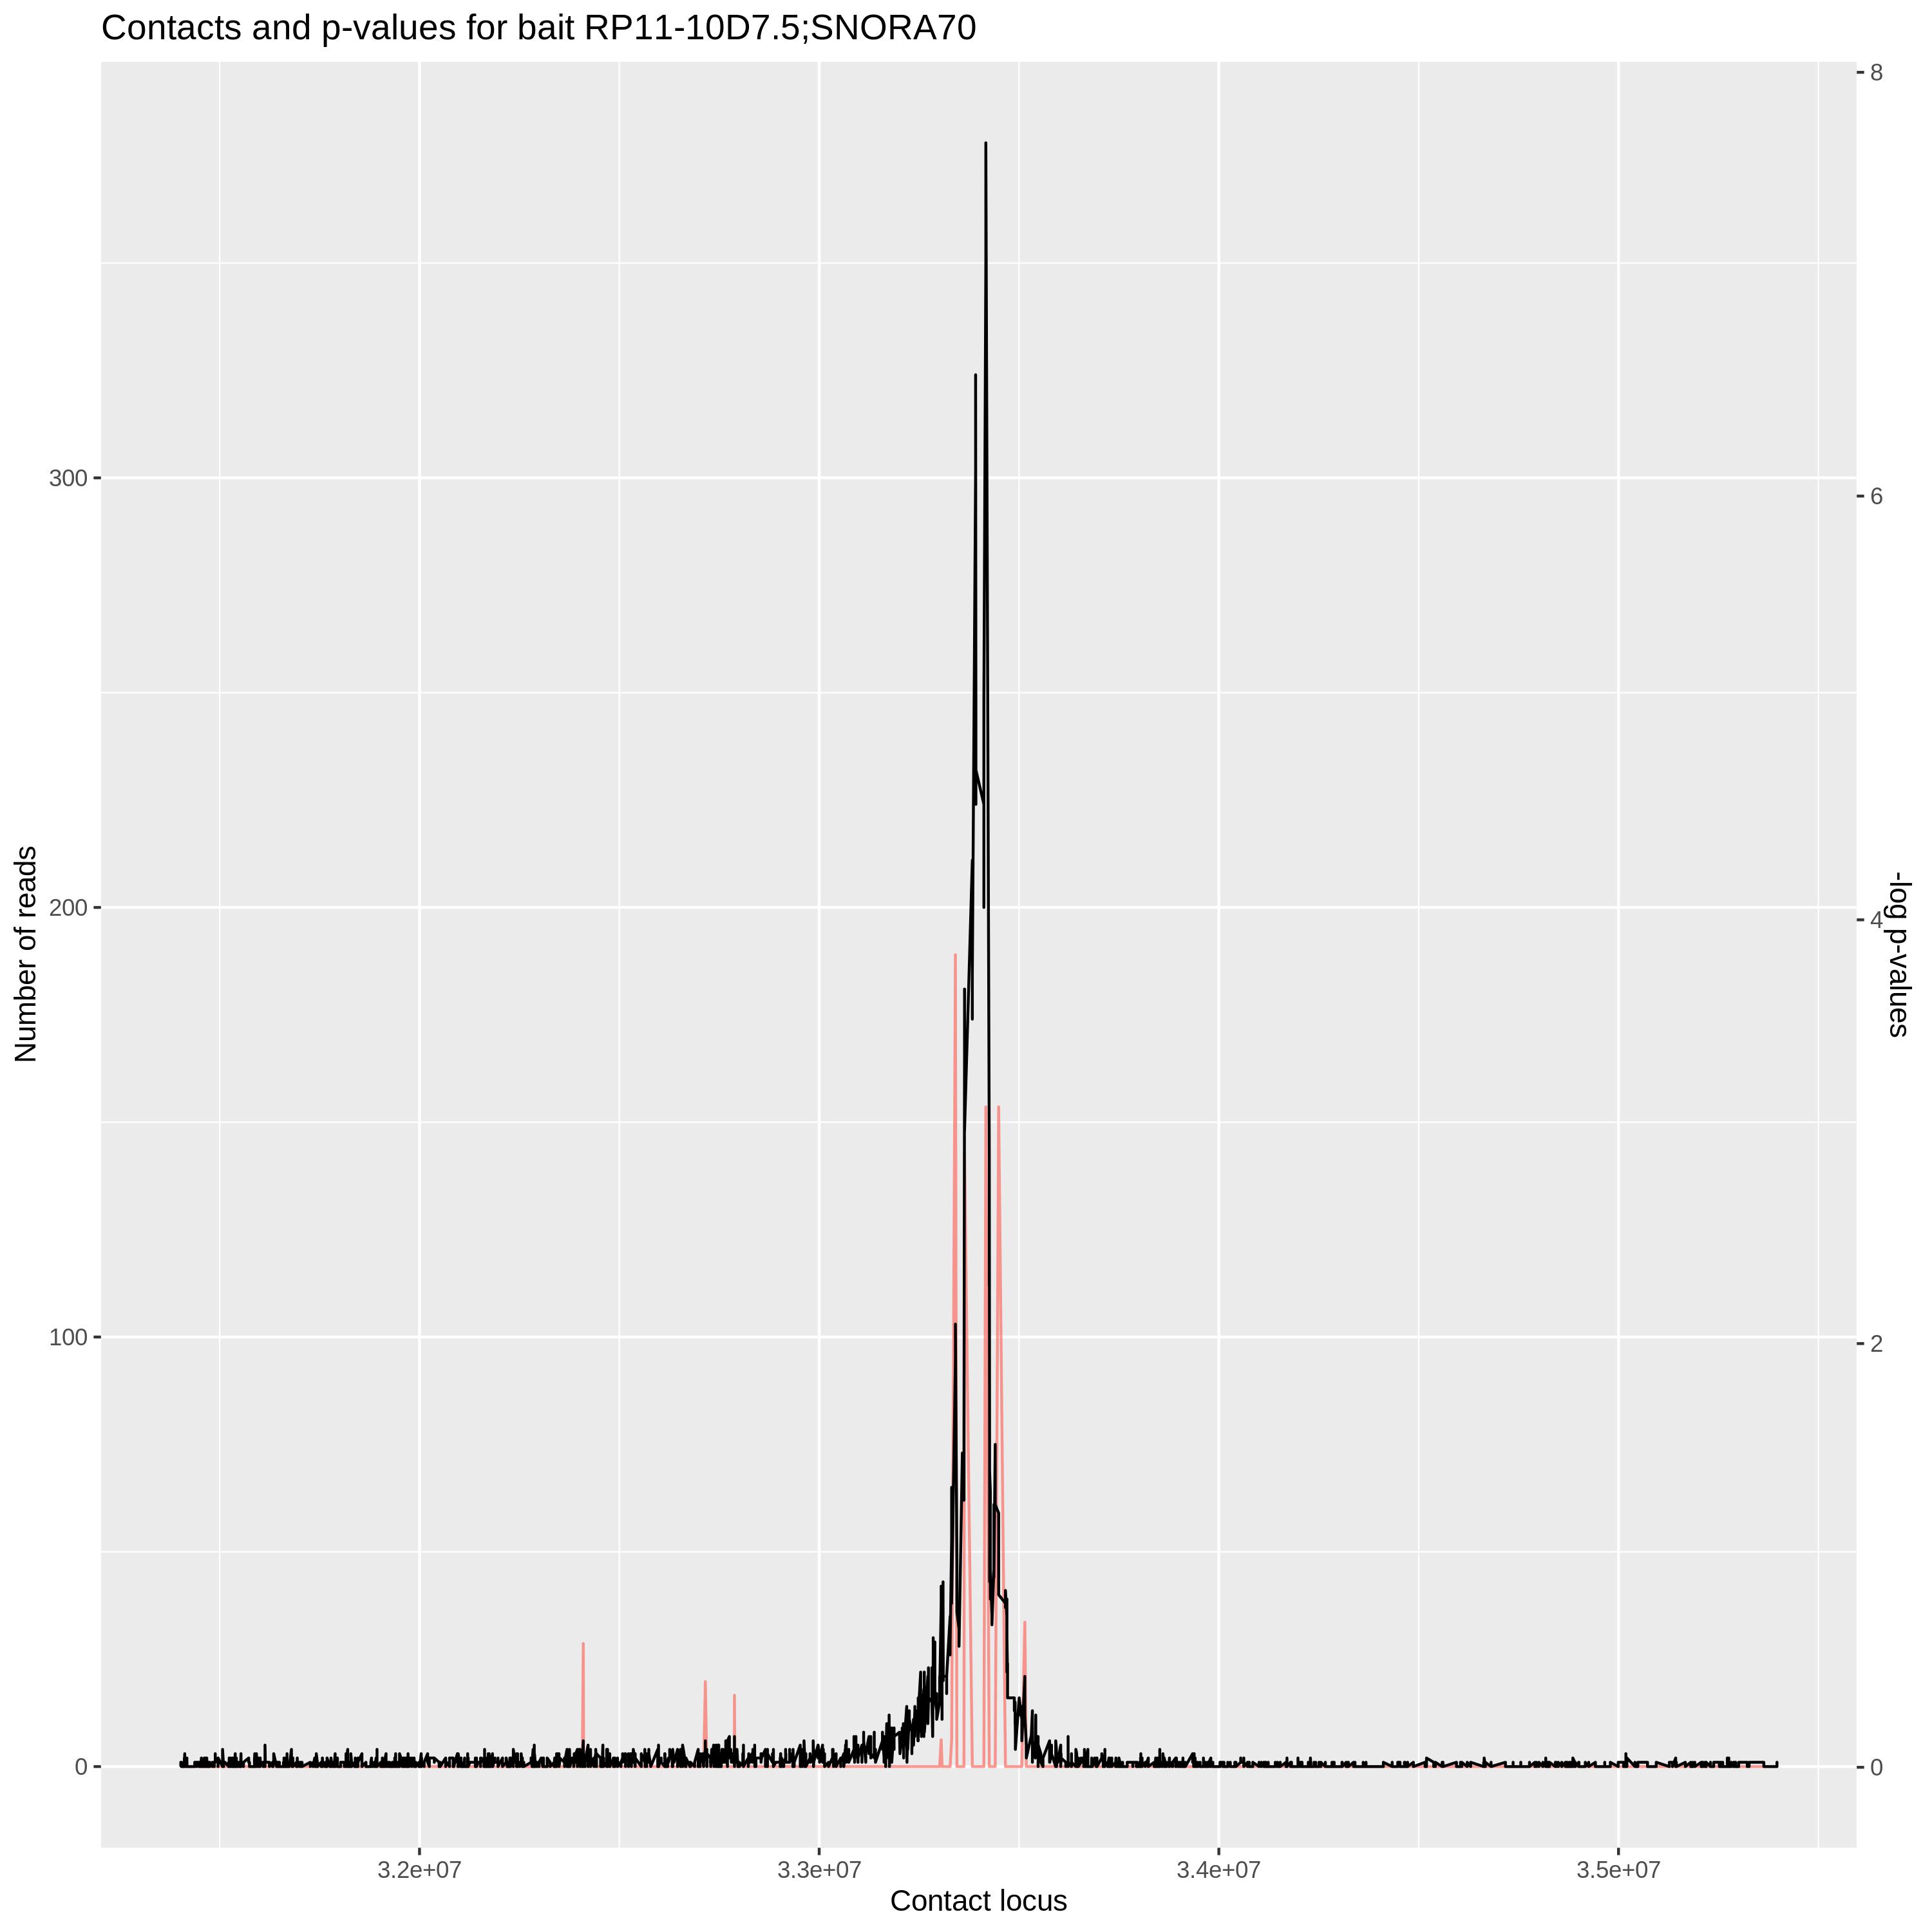 Contacts and p-values for bait RP11-10D7.5;SNORA70
8
6
4
2
0
-log p-values
300
200
100
0
Number of reads
3.2e+07 3.3e+07 3.4e+07 3.5e+07
Contact locus